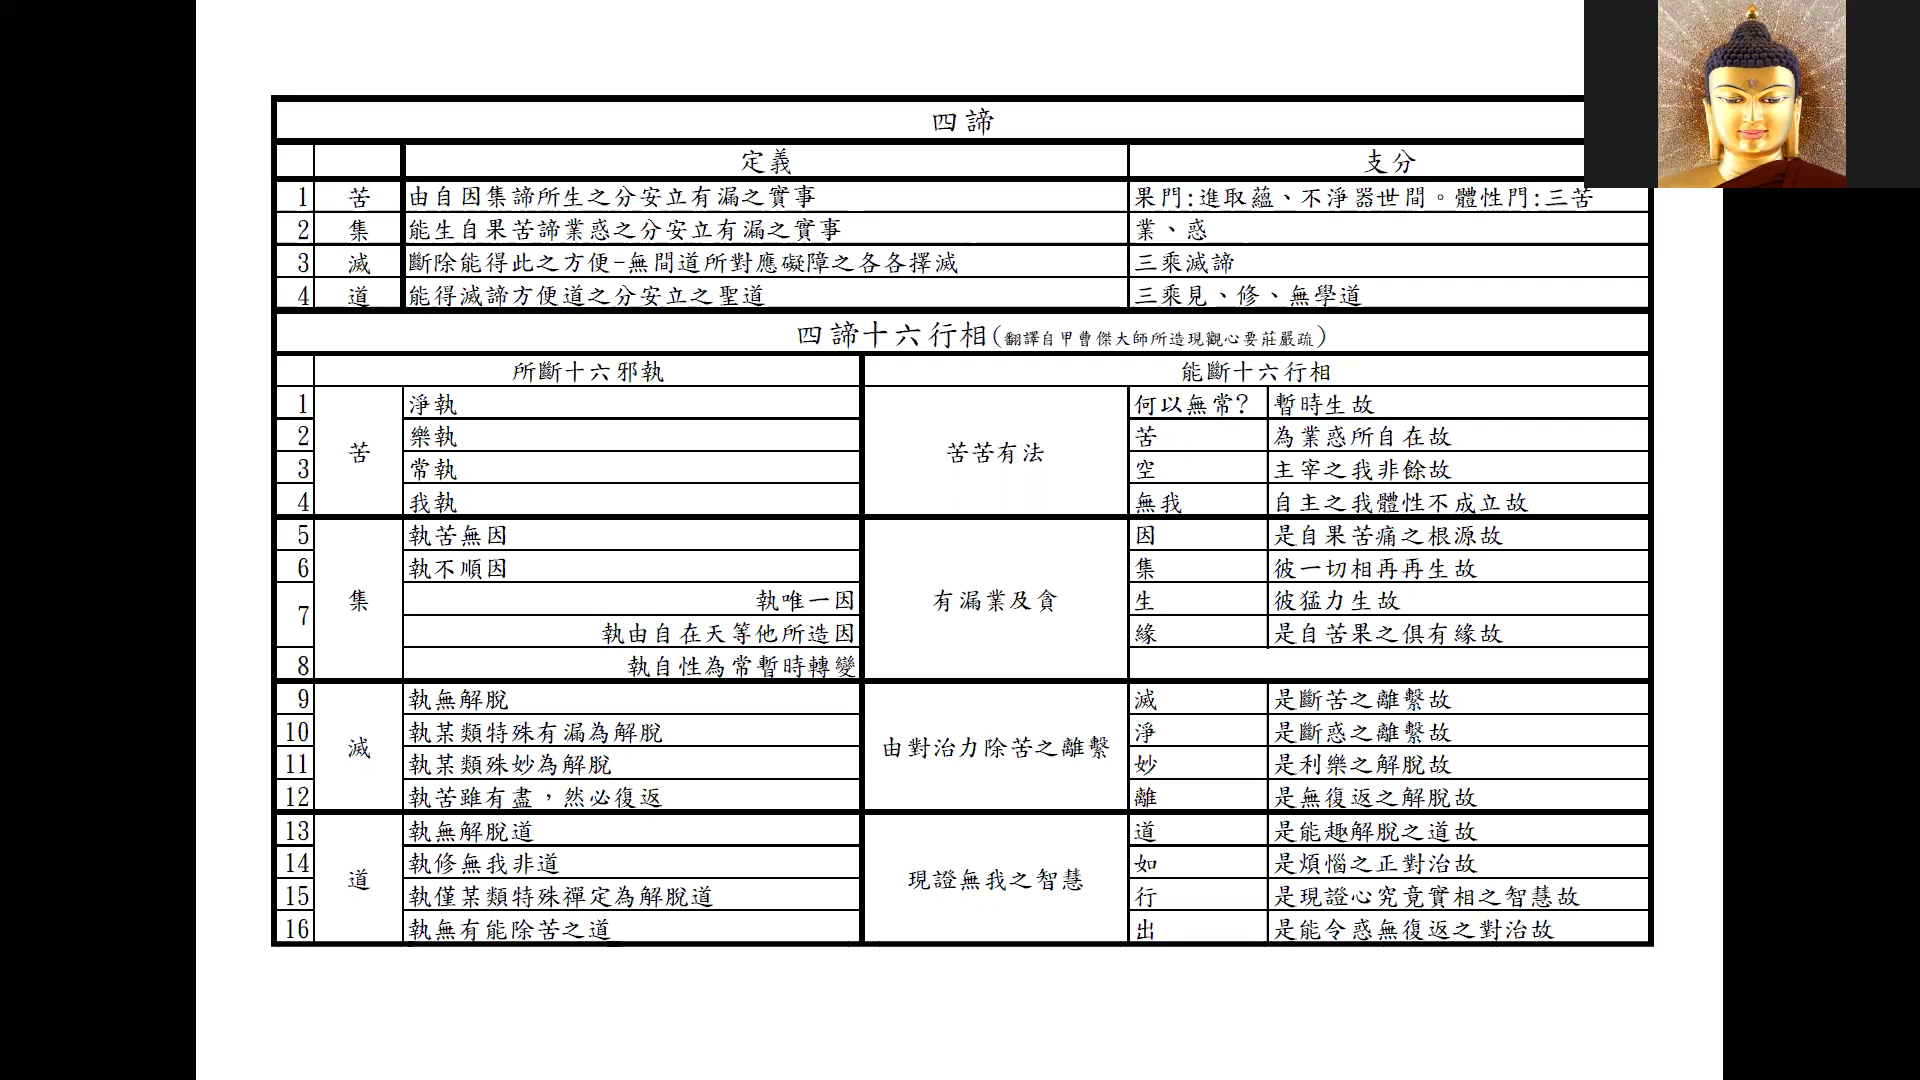 四諦
定義 支分
1 苦 由自因集諦所生之分安立有漏之實事 果門:進取蘊、不淨器世間。體性門:三苦
2 集 能生自果苦諦業惑之分安立有漏之實事 業、惑
3 滅 斷除能得此之方便-無間道所對應礙障之各各擇滅 三乘滅諦
4 道 能得滅諦方便道之分安立之聖道 三乘見、修、無學道
四諦十六行相(翻譯自甲曹傑大師所造現觀心要莊嚴疏)
所斷十六邪執 能斷十六行相
1 淨執 何以無常? 暫時生故
2 樂執 苦 為業惑所自在故
苦 苦苦有法
3 常執 空 主宰之我非餘故
4 我執 無我 自主之我體性不成立故
5 執苦無因 因 是自果苦痛之根源故
6 執不順因 集 彼一切相再再生故
集 執唯一因 有漏業及貪 生 彼猛力生故
7 執由自在天等他所造因 緣 是自苦果之俱有緣故
8 執自性為常暫時轉變
9 執無解脫 滅 是斷苦之離繫故
10 執某類特殊有漏為解脫 淨 是斷惑之離繫故
滅 由對治力除苦之離繫
11 執某類殊妙為解脫 妙 是利樂之解脫故
12 執苦雖有盡，然必復返 離 是無復返之解脫故
13 執無解脫道 道 是能趣解脫之道故
14 執修無我非道 如 是煩惱之正對治故
道 現證無我之智慧
15 執僅某類特殊禪定為解脫道 行 是現證心究竟實相之智慧故
16 執無有能除苦之道 出 是能令惑無復返之對治故